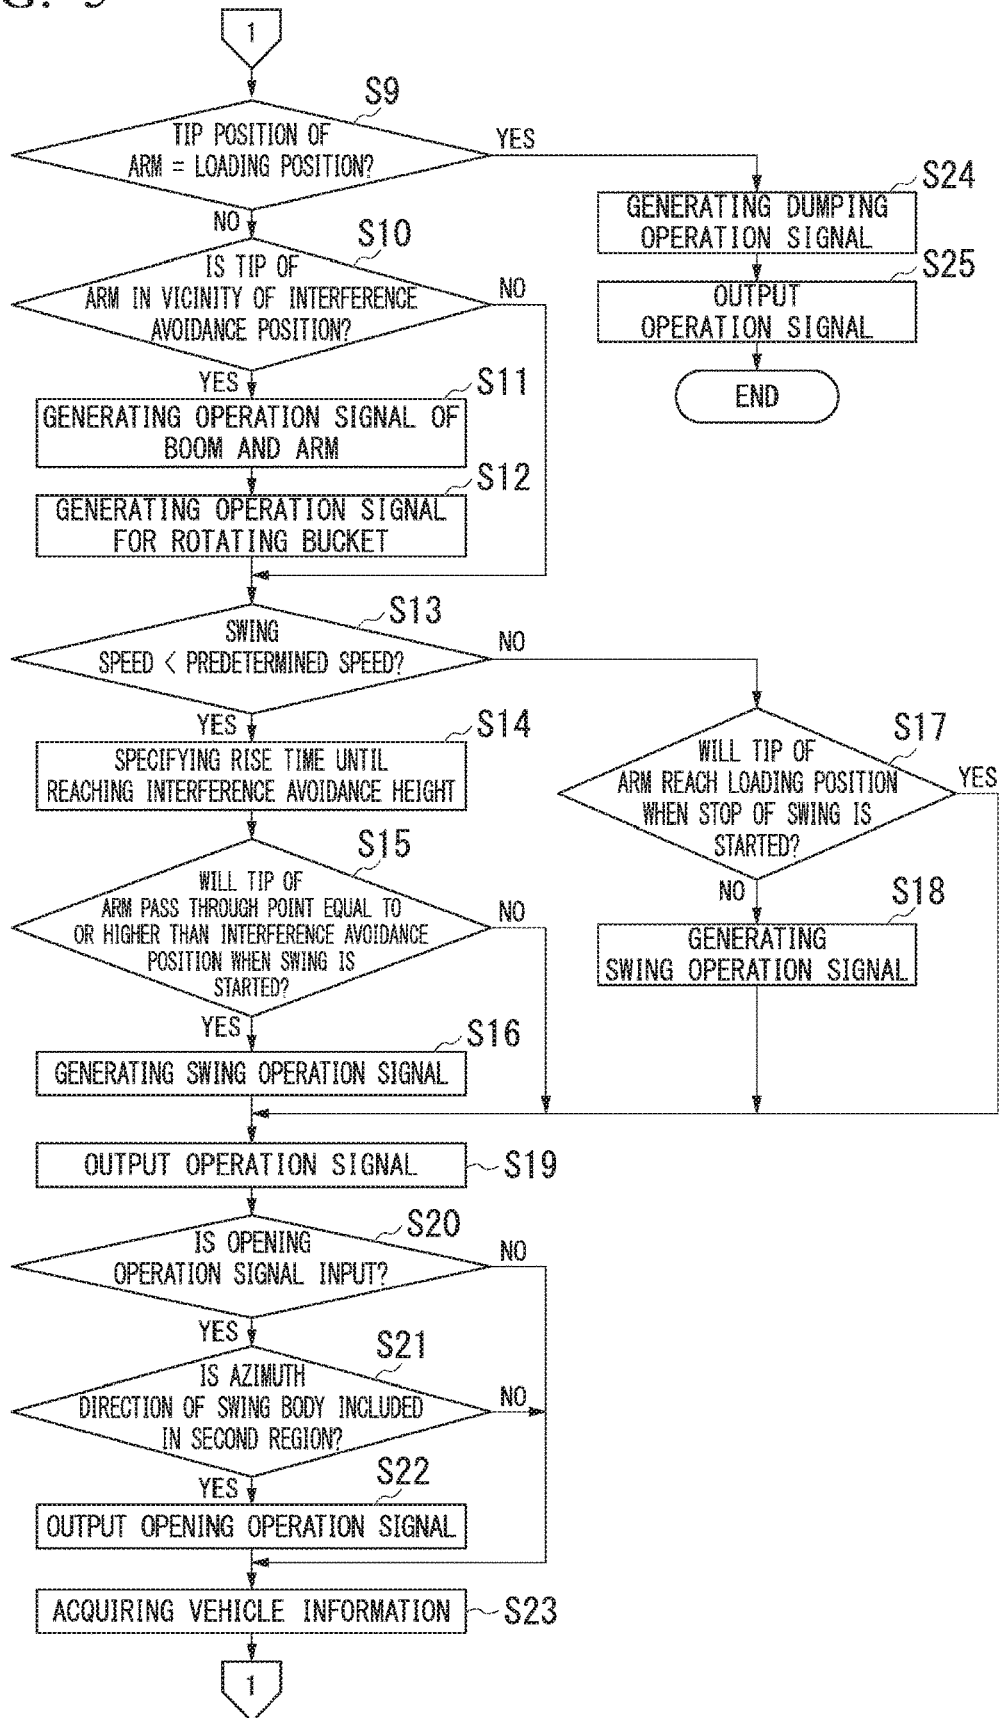 1
S9
TIP POSITION OF
ARM = LOADING POSITION?
YES
NO
S24
GENERATING DUMPING
OPERATION SIGNAL
S25
OUTPUT
OPERATION SIGNAL
END
S10
IS TIP OF
ARM IN VICINITY OF INTERFERENCE
AVOIDANCE POSITION?
NO
YES
S11
GENERATING OPERATION SIGNAL OF
BOOM AND ARM
S12
GENERATING OPERATION SIGNAL
FOR ROTATING BUCKET
S13
SWING
SPEED < PREDETERMINED SPEED?
NO
YES
S14
SPECIFYING RISE TIME UNTIL
REACHING INTERFERENCE AVOIDANCE HEIGHT
S17
WILL TIP OF
ARM REACH LOADING POSITION
WHEN STOP OF SWING IS
STARTED?
YES
NO
S18
GENERATING
SWING OPERATION SIGNAL
S15
WILL TIP OF
ARM PASS THROUGH POINT EQUAL TO
OR HIGHER THAN INTERFERENCE AVOIDANCE
POSITION WHEN SWING IS
STARTED?
NO
YES
S16
GENERATING SWING OPERATION SIGNAL
OUTPUT OPERATION SIGNAL
S19
S20
IS OPENING
OPERATION SIGNAL INPUT?
NO
YES
S21
IS AZIMUTH
DIRECTION OF SWING BODY INCLUDED
IN SECOND REGION?
NO
YES
S22
OUTPUT OPENING OPERATION SIGNAL
ACQUIRING VEHICLE INFORMATION
S23
1